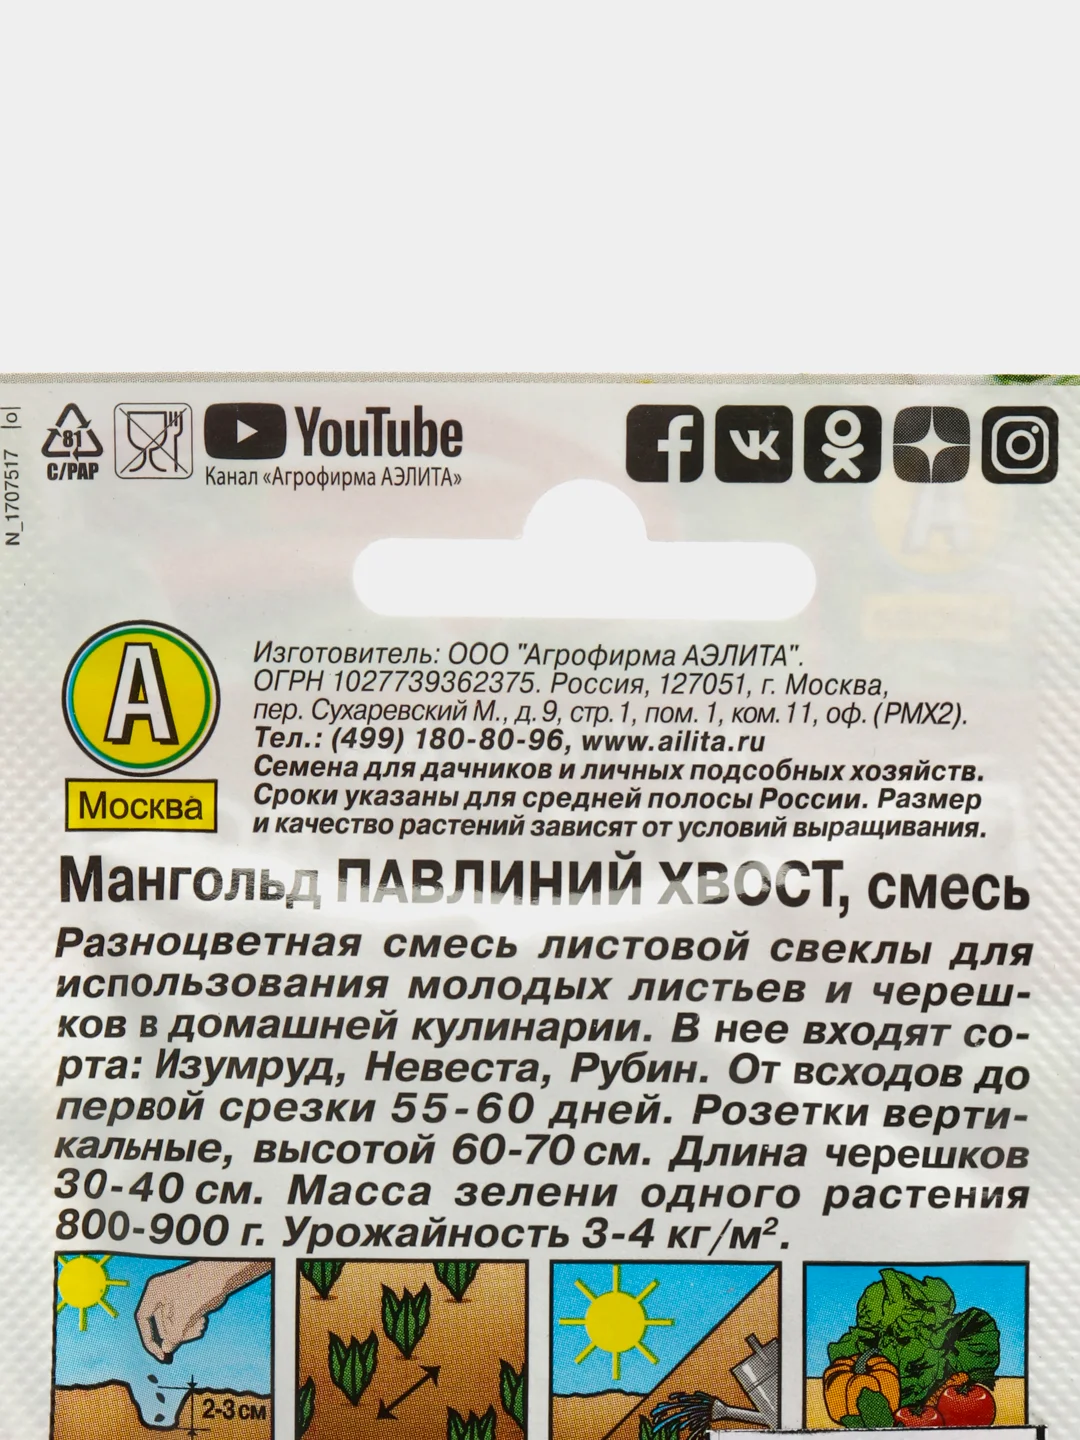 N_1707517 |o|
81
C/PAP
YouTube
Канал «Агрофирма АЭЛИТА»
А
Москва
Изготовитель: ООО "Агрофирма АЭЛИТА".
ОГРН 1027739362375. Россия, 127051, г. Москва,
пер. Сухаревский М., д. 9, стр. 1, пом. 1, ком. 11, оф. (РМХ2).
Тел.: (499) 180-80-96, www.ailita.ru
Семена для дачников и личных подсобных хозяйств.
Сроки указаны для средней полосы России. Размер
и качество растений зависят от условий выращивания.
Мангольд ПАВЛИНИЙ ХВОСТ, смесь
Разноцветная смесь листовой свеклы для
использования молодых листьев и череш-
ков в домашней кулинарии. В нее входят со-
рта: Изумруд, Невеста, Рубин. От всходов до
первой срезки 55-60 дней. Розетки верти-
кальные, высотой 60-70 см. Длина черешков
30-40 см. Масса зелени одного растения
800-900 г. Урожайность 3-4 кг/м².
2-3 см